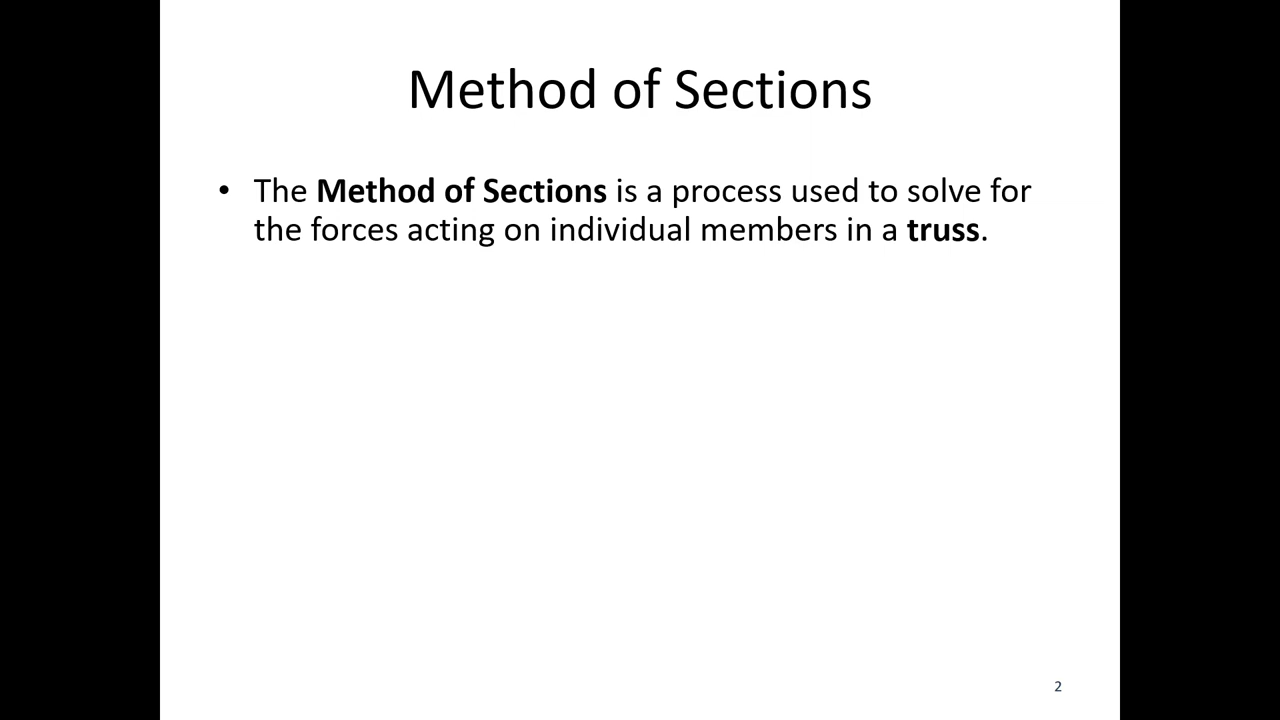 Method of Sections
• The Method of Sections is a process used to solve for
the forces acting on individual members in a truss.
2